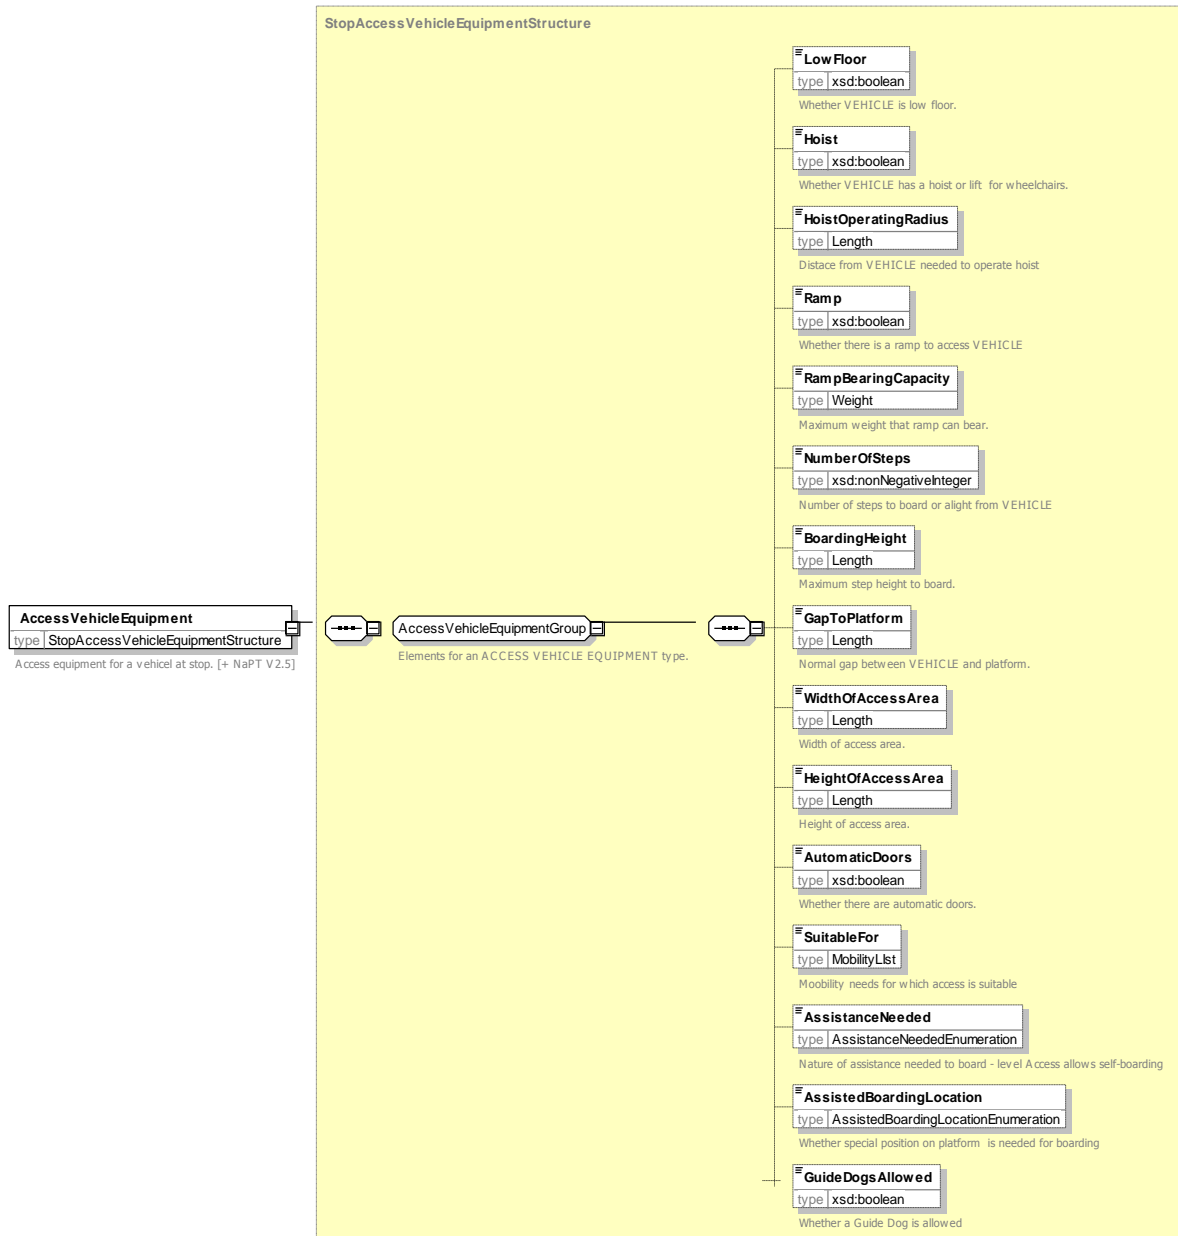 StopAccessVehicleEquipmentStructure
LowFloor
type xsd:boolean
Whether VEHICLE is low floor.
Hoist
type xsd:boolean
Whether VEHICLE has a hoist or lift for wheelchairs.
HoistOperatingRadius
type Length
Distace from VEHICLE needed to operate hoist
Ramp
type xsd:boolean
Whether there is a ramp to access VEHICLE
RampBearingCapacity
type Weight
Maximum weight that ramp can bear.
NumberOfSteps
type xsd:nonNegativeInteger
Number of steps to board or alight from VEHICLE
BoardingHeight
type Length
Maximum step height to board.
AccessVehicleEquipment
type StopAccessVehicleEquipmentStructure
Access equipment for a vehicel at stop. [+ NaPT V2.5]
AccessVehicleEquipmentGroup
Elements for an ACCESS VEHICLE EQUIPMENT type.
GapToPlatform
type Length
Normal gap between VEHICLE and platform.
WidthOfAccessArea
type Length
Width of access area.
HeightOfAccessArea
type Length
Height of access area.
AutomaticDoors
type xsd:boolean
Whether there are automatic doors.
SuitableFor
type MobilityLIst
Moobility needs for which access is suitable
AssistanceNeeded
type AssistanceNeededEnumeration
Nature of assistance needed to board - level Access allows self-boarding
AssistedBoardingLocation
type AssistedBoardingLocationEnumeration
Whether special position on platform is needed for boarding
GuideDogsAllowed
type xsd:boolean
Whether a Guide Dog is allowed